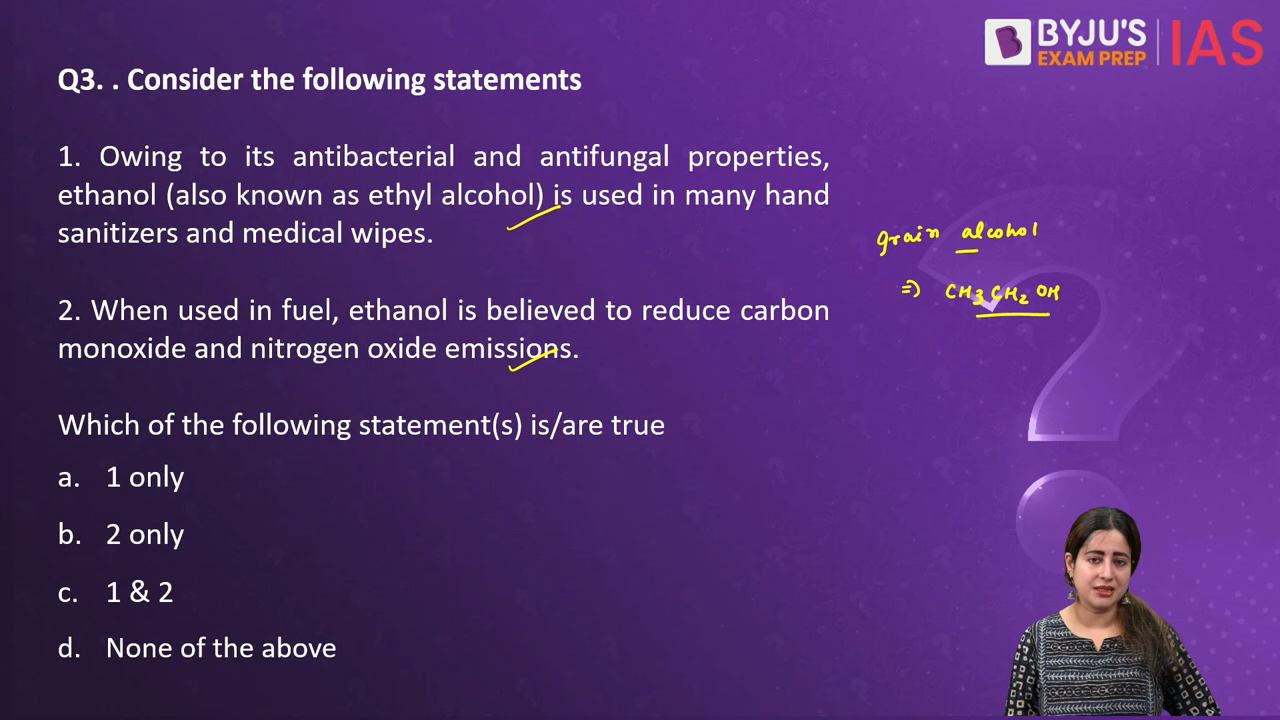 BYJU'S
EXAM PREP
IAS
Q3. . Consider the following statements
1. Owing to its antibacterial and antifungal properties,
ethanol (also known as ethyl alcohol) is used in many hand
sanitizers and medical wipes.
2. When used in fuel, ethanol is believed to reduce carbon
monoxide and nitrogen oxide emissions.
Which of the following statement(s) is/are true
a. 1 only
b. 2 only
c. 1 & 2
d. None of the above
grain alcohol
⇒ CH3 CH2 OH